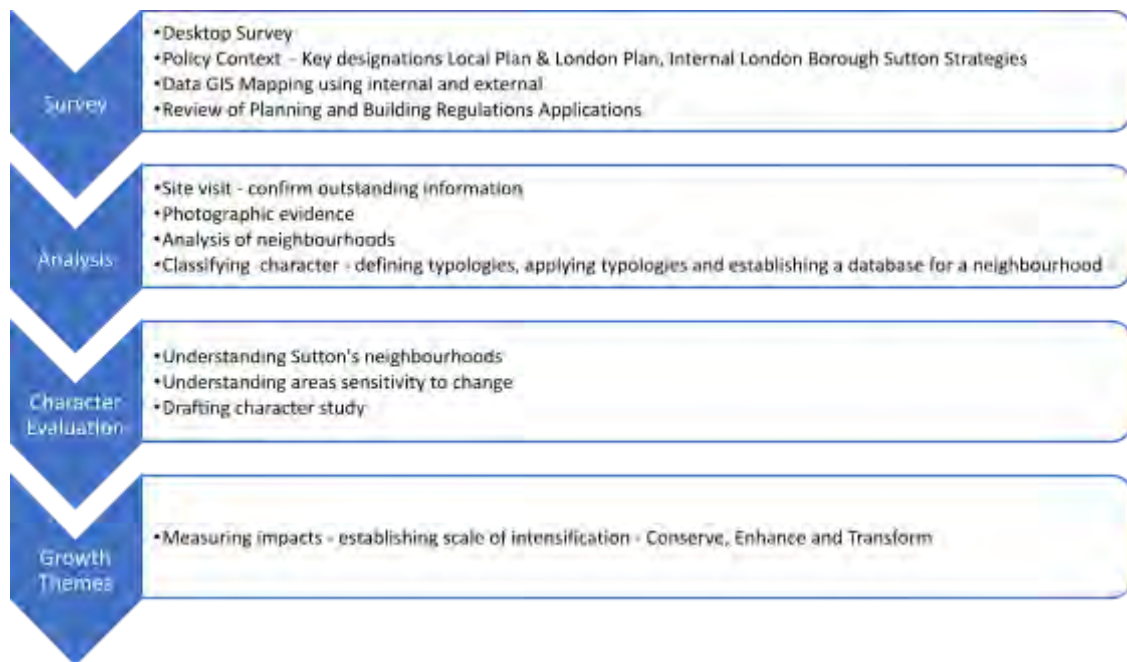 Survey
•Desktop Survey
•Policy Context - Key designations Local Plan & London Plan, Internal London Borough Sutton Strategies
•Data GIS Mapping using internal and external
•Review of Planning and Building Regulations Applications
Analysis
•Site visit - confirm outstanding information
•Photographic evidence
•Analysis of neighbourhoods
•Classifying character - defining typologies, applying typologies and establishing a database for a neighbourhood
Character
Evaluation
•Understanding Sutton's neighbourhoods
•Understanding areas sensitivity to change
•Drafting character study
Growth
Themes
•Measuring impacts - establishing scale of intensification - Conserve, Enhance and Transform